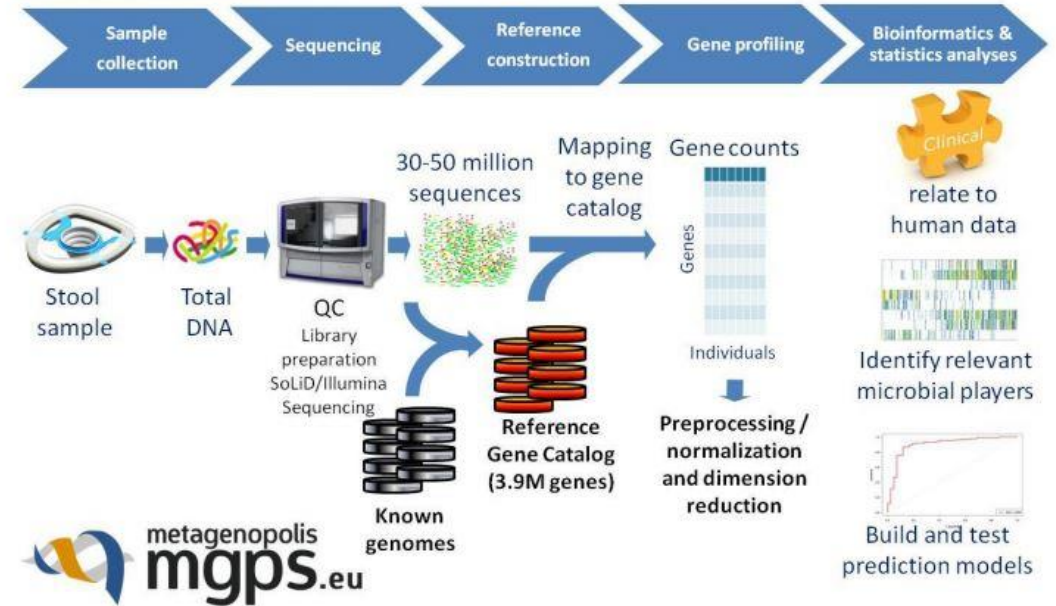 Sample
collection
Sequencing
Reference
construction
Gene profiling
Bioinformatics &
statistics analyses
Stool
sample
Total
DNA
QC
Library
preparation
SoLiD/Illumina
Sequencing
30-50 million
sequences
Known
genomes
Reference
Gene Catalog
(3.9M genes)
Mapping
to gene
catalog
Gene counts
Genes
Individuals
Preprocessing /
normalization
and dimension
reduction
Clinical
relate to
human data
Identify relevant
microbial players
Build and test
prediction models
metagenopolis
mgps.eu